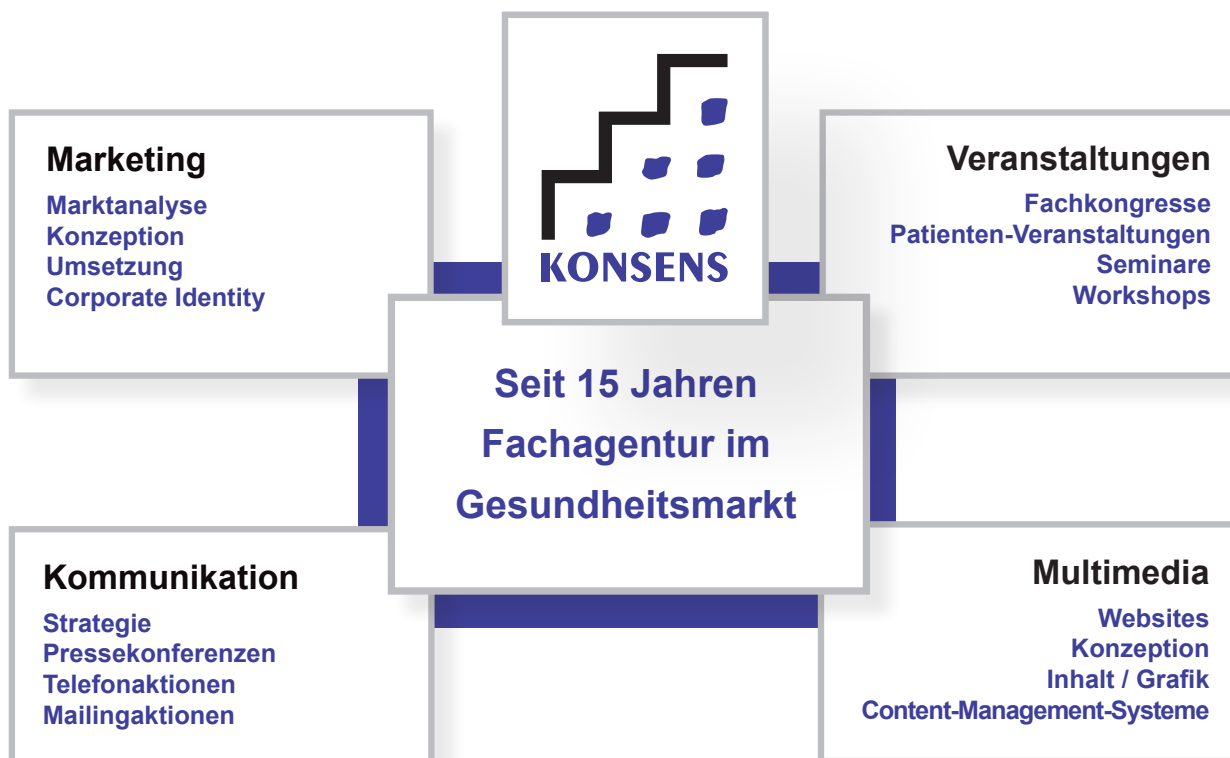 KONSENS
Marketing
Marktanalyse
Konzeption
Umsetzung
Corporate Identity
Veranstaltungen
Fachkongresse
Patienten-Veranstaltungen
Seminare
Workshops
Seit 15 Jahren
Fachagentur im
Gesundheitsmarkt
Kommunikation
Strategie
Pressekonferenzen
Telefonaktionen
Mailingaktionen
Multimedia
Websites
Konzeption
Inhalt / Grafik
Content-Management-Systeme